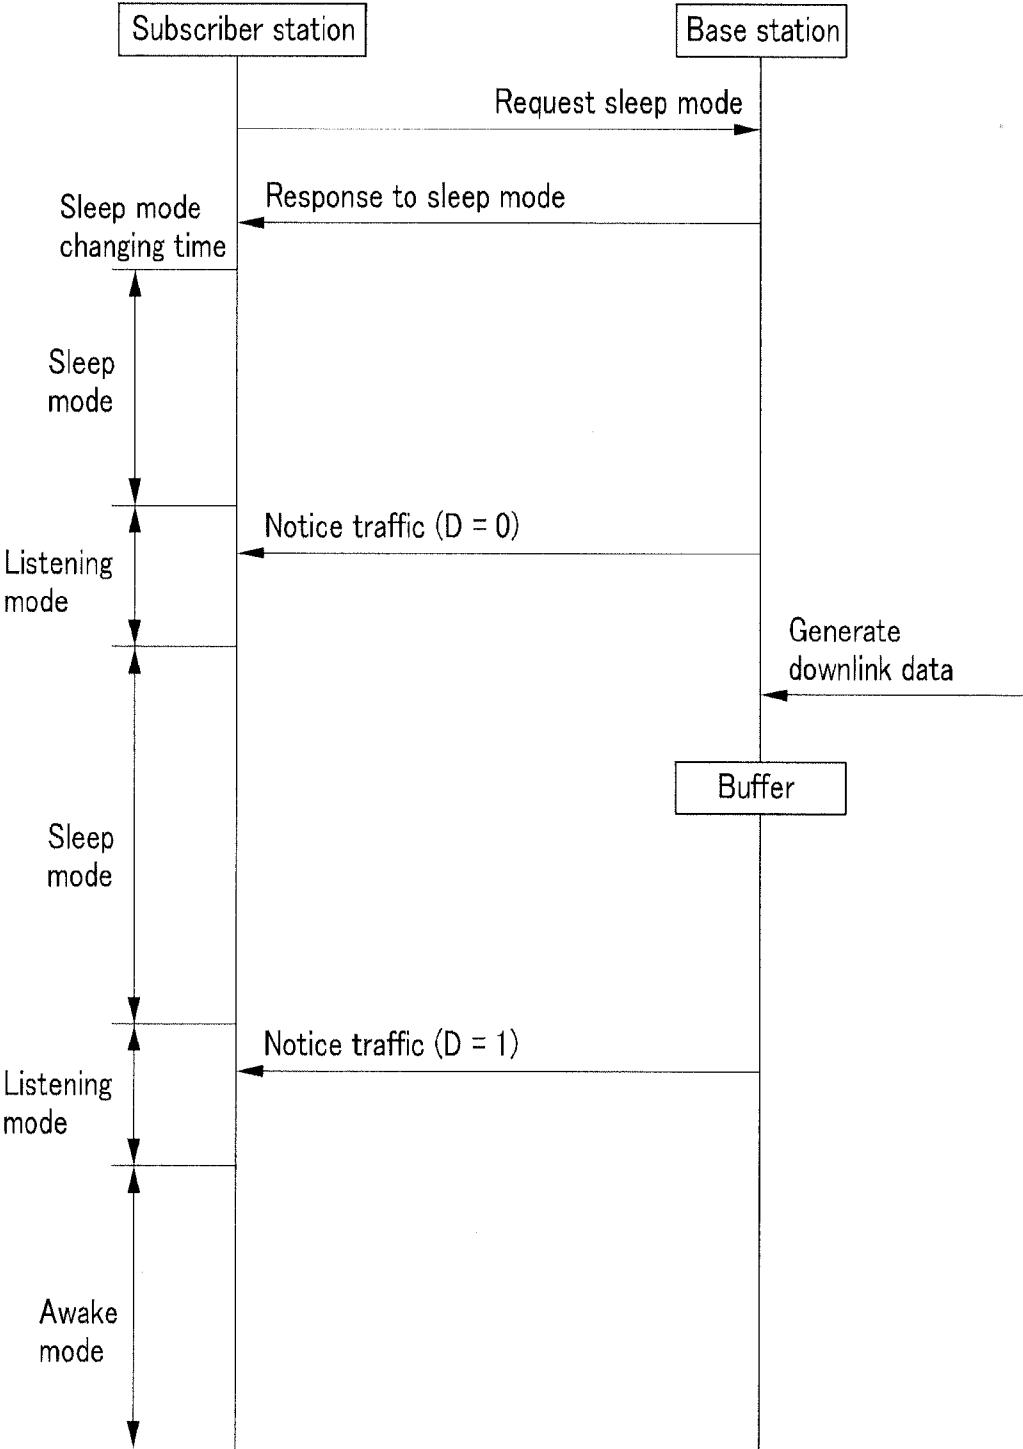 Subscriber station
Base station
Request sleep mode
Response to sleep mode
Sleep mode
changing time
Sleep
mode
Notice traffic (D = 0)
Listening
mode
Generate
downlink data
Buffer
Sleep
mode
Notice traffic (D = 1)
Listening
mode
Awake
mode